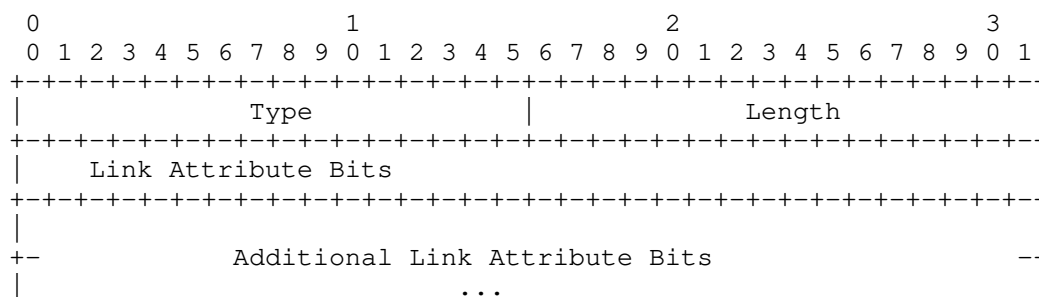 0                   1                   2                   3
0 1 2 3 4 5 6 7 8 9 0 1 2 3 4 5 6 7 8 9 0 1 2 3 4 5 6 7 8 9 0 1
+-+-+-+-+-+-+-+-+-+-+-+-+-+-+-+-+-+-+-+-+-+-+-+-+-+-+-+-+-+-+-+--
|              Type             |             Length
+-+-+-+-+-+-+-+-+-+-+-+-+-+-+-+-+-+-+-+-+-+-+-+-+-+-+-+-+-+-+-+--
|    Link Attribute Bits
+-+-+-+-+-+-+-+-+-+-+-+-+-+-+-+-+-+-+-+-+-+-+-+-+-+-+-+-+-+-+-+--
|
+-            Additional Link Attribute Bits                   --
|                           ...